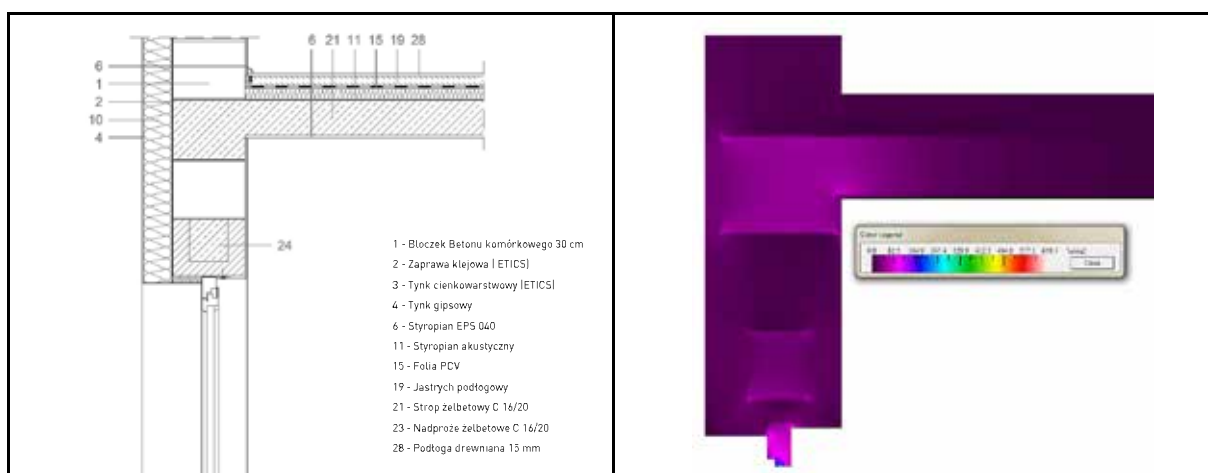 6 21 11 15 19 28
6
1
2
10
4
24
1 - Bloczek Betonu komórkowego 30 cm
2 - Zaprawa klejowa (ETICS)
3 - Tynk cienkowarstwowy (ETICS)
4 - Tynk gipsowy
6 - Styropian EPS 040
11 - Styropian akustyczny
15 - Folia PCV
19 - Jastrych podłogowy
21 - Strop żelbetowy C 16/20
23 - Nadproże żelbetowe C 16/20
28 - Podłoga drewniana 15 mm